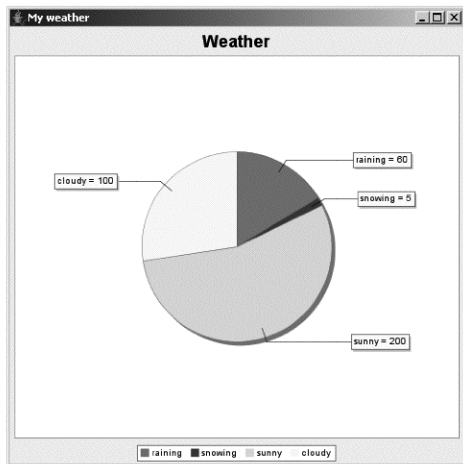 My weather
Weather
raining = 60
cloudy = 100
snowing = 5
sunny = 200
raining snowing sunny cloudy